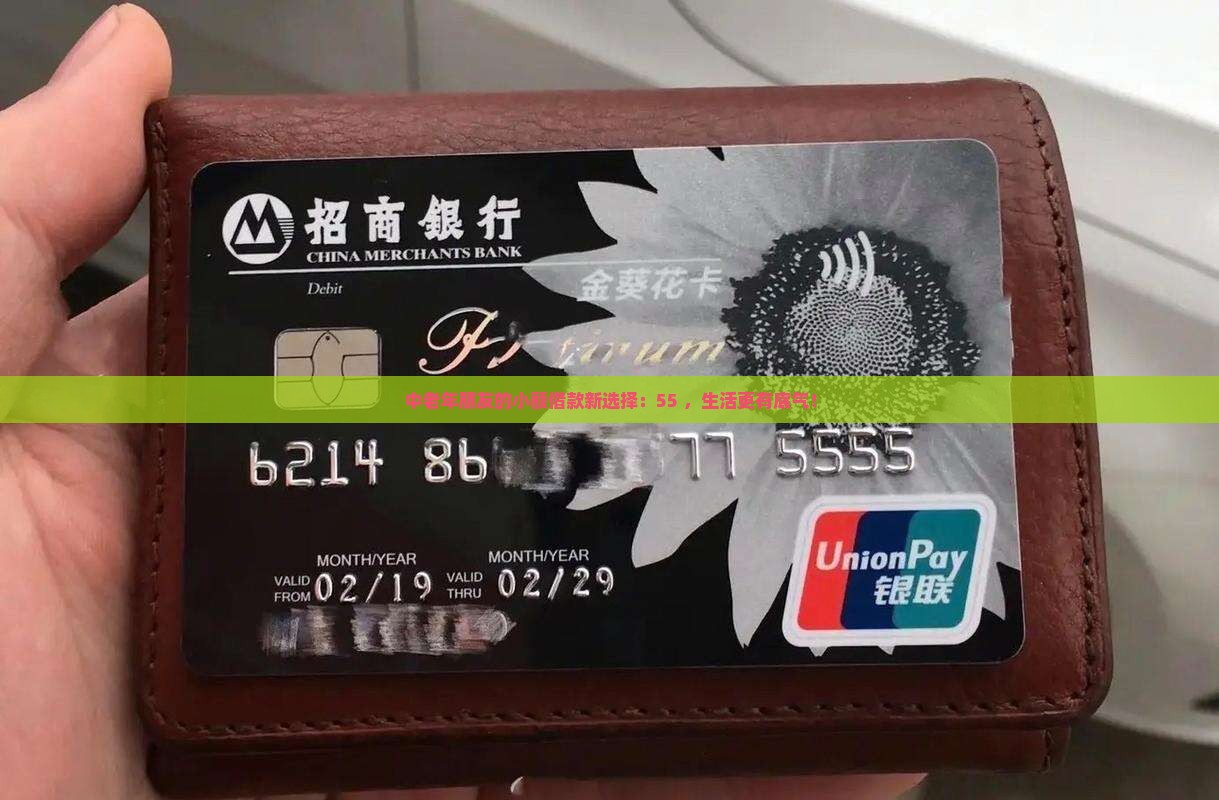 招商銀行
CHINA MERCHANTS BANK
Debit
金葵花卡
中老年朋友的小额借款新选择：55 ，生活更有底气！
6214 86 77 5555
MONTH/YEAR MONTH/YEAR
VALID FROM 02/19 VALID THRU 02/29
UnionPay
银联